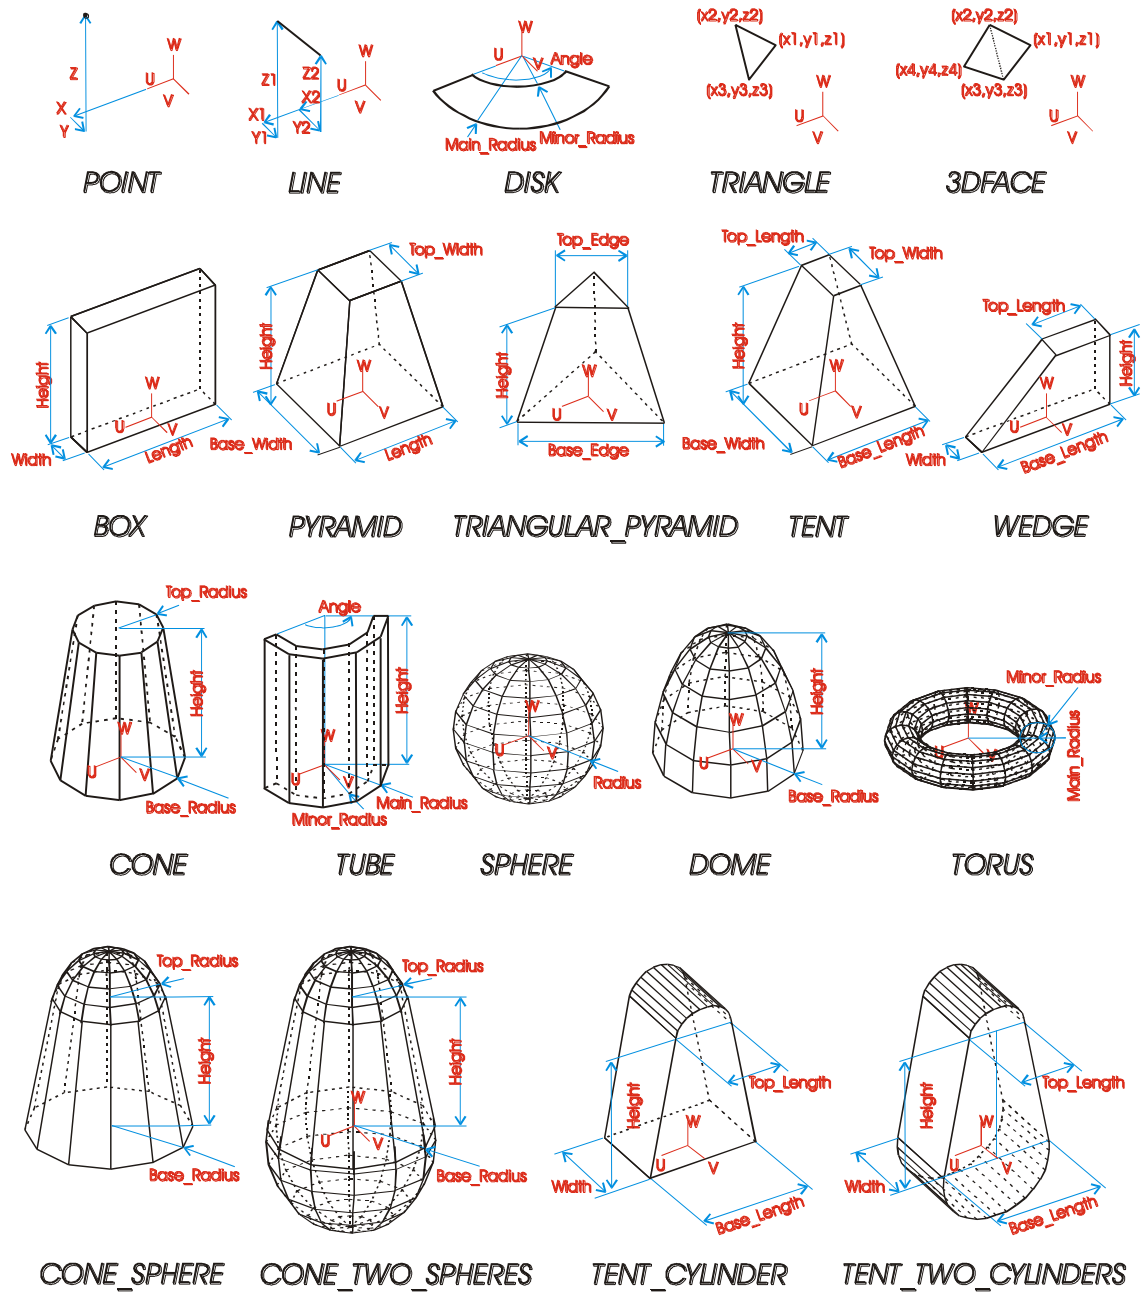 Z
X
Y
W
U
V
POINT
Z1
Z2
X1
X2
Y1
Y2
W
U
V
LINE
W
U
V
Angle
Main_Radius
Minor_Radius
DISK
(x2,y2,z2)
(x1,y1,z1)
(x3,y3,z3)
W
U
V
TRIANGLE
(x2,y2,z2)
(x1,y1,z1)
(x4,y4,z4)
(x3,y3,z3)
W
U
V
3DFACE
Height
W
U
V
Width
Length
BOX
Top_Width
Height
W
U
V
Base_Width
Length
PYRAMID
Top_Edge
Height
W
U
V
Base_Edge
TRIANGULAR_PYRAMID
Top_Length
Top_Width
Height
W
U
V
Base_Width
Base_Length
TENT
Top_Length
Height
W
U
V
Width
Base_Length
WEDGE
Top_Radius
Height
W
U
V
Base_Radius
CONE
Angle
Height
W
U
V
Main_Radius
Minor_Radius
TUBE
W
U
V
Radius
SPHERE
Height
W
U
V
Base_Radius
DOME
Minor_Radius
W
U
V
Main_Radius
TORUS
Top_Radius
Height
Base_Radius
CONE_SPHERE
Top_Radius
Height
W
U
V
Base_Radius
CONE_TWO_SPHERES
Top_Length
Height
W
U
V
Width
Base_Length
TENT_CYLINDER
Top_Length
Height
W
U
V
Width
Base_Length
TENT_TWO_CYLINDERS